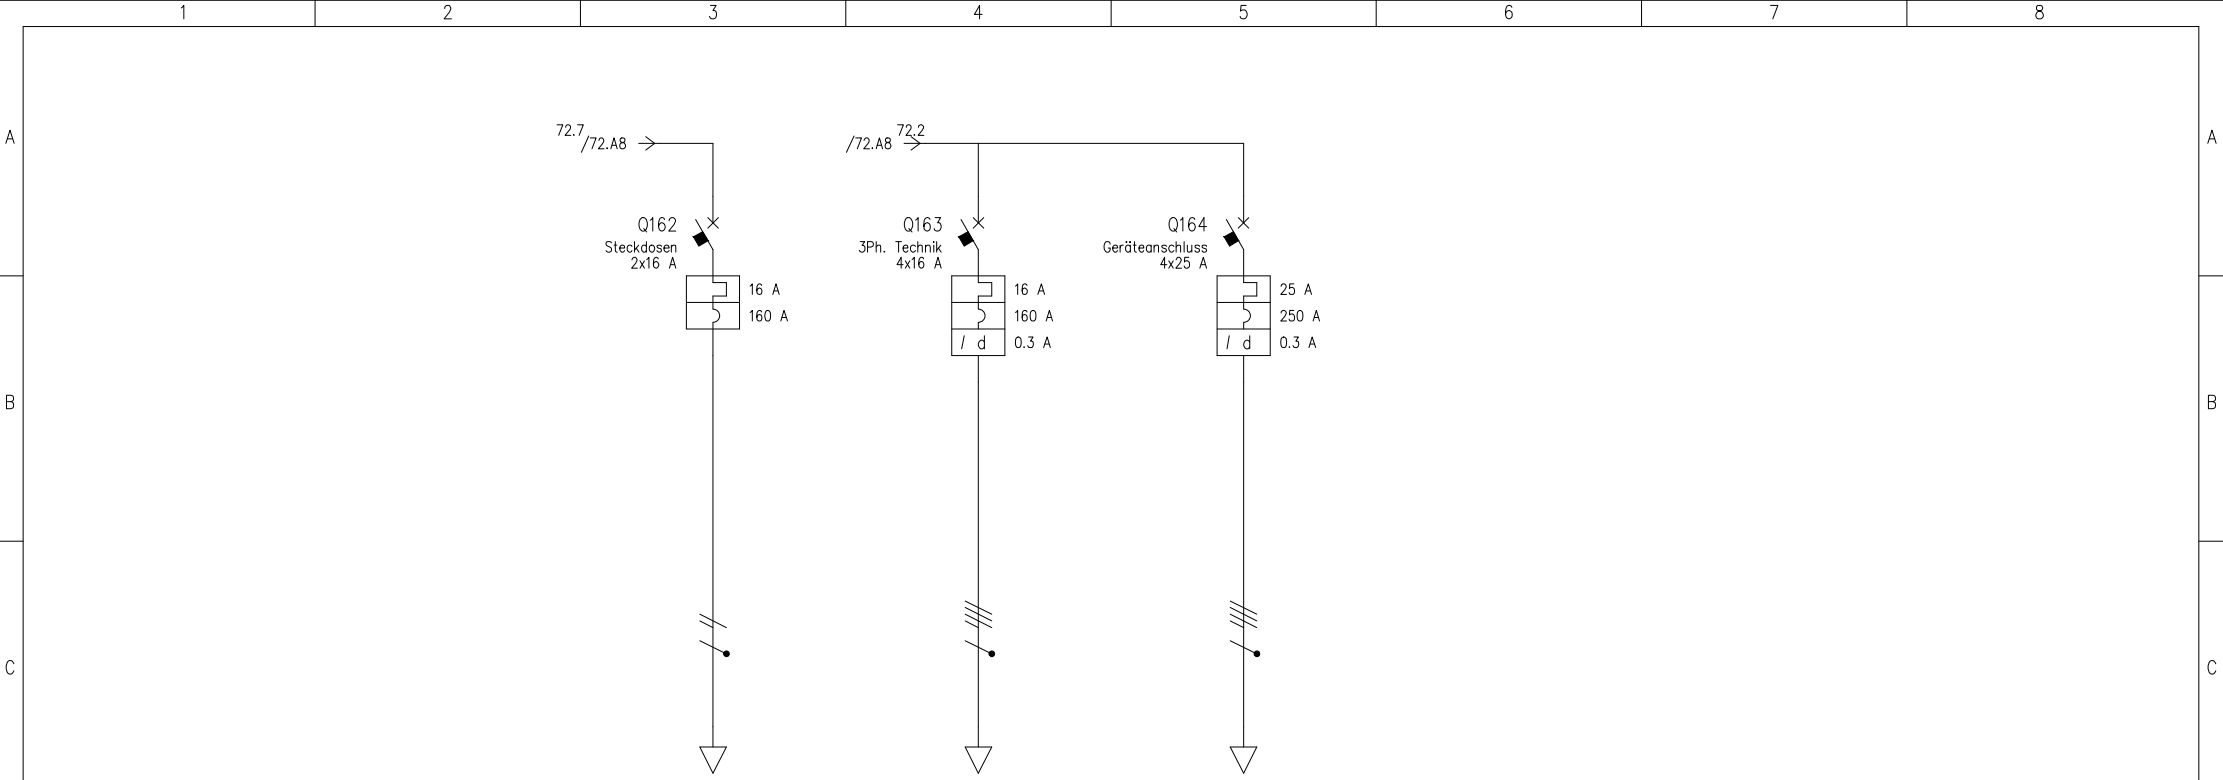 1 2 3 4 5 6 7 8
A A
72.7
/72.A8
72.2
/72.A8
Q162
Steckdosen
2x16 A
Q163
3Ph. Technik
4x16 A
Q164
Geräteanschluss
4x25 A
16 A
160 A
16 A
160 A
I d 0.3 A
25 A
250 A
I d 0.3 A
B B
C C